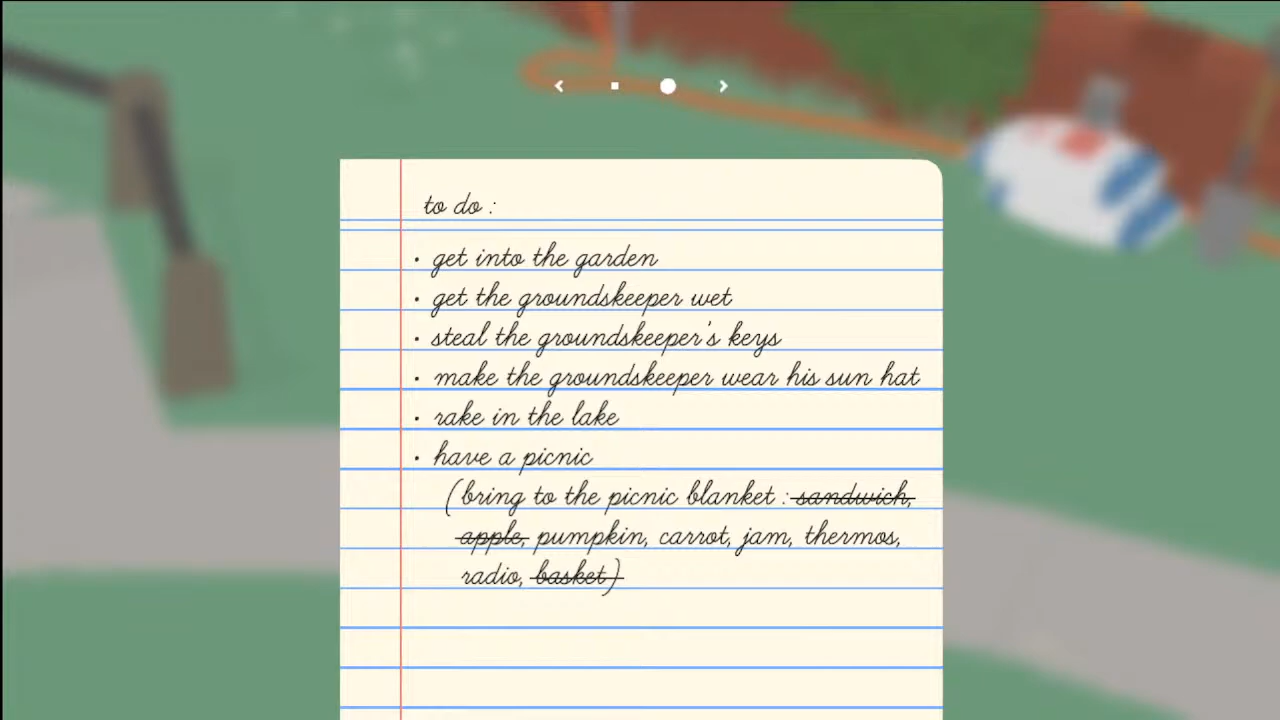 to do :
• get into the garden
• get the groundskeeper wet
• steal the groundskeeper's keys
• make the groundskeeper wear his sun hat
• rake in the lake
• have a picnic
(bring to the picnic blanket : sandwich,
apple, pumpkin, carrot, jam, thermos,
radio, basket)